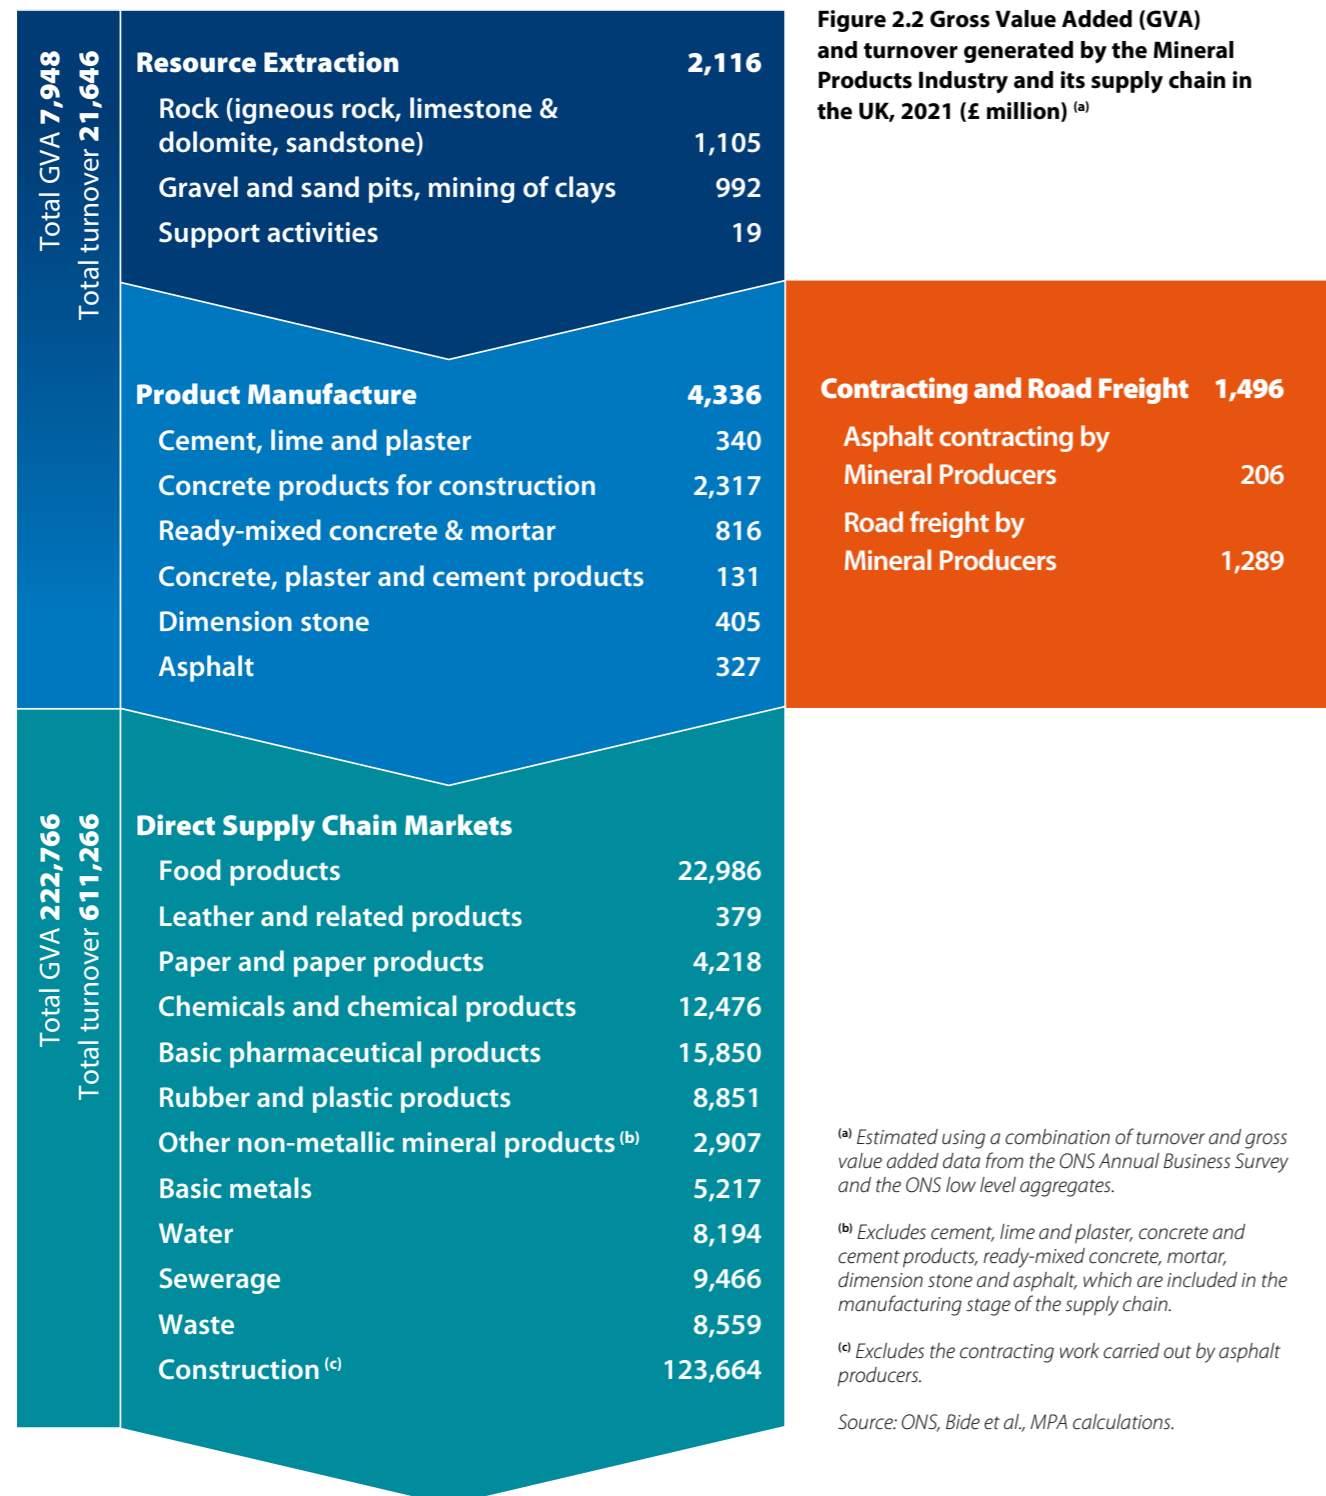 Figure 2.2 Gross Value Added (GVA)
and turnover generated by the Mineral
Products Industry and its supply chain in
the UK, 2021 (£ million) (a)
Total GVA 7,948
Total turnover 21,646
Resource Extraction 2,116
Rock (igneous rock, limestone &
dolomite, sandstone) 1,105
Gravel and sand pits, mining of clays 992
Support activities 19
Product Manufacture 4,336
Cement, lime and plaster 340
Concrete products for construction 2,317
Ready-mixed concrete & mortar 816
Concrete, plaster and cement products 131
Dimension stone 405
Asphalt 327
Contracting and Road Freight 1,496
Asphalt contracting by
Mineral Producers 206
Road freight by
Mineral Producers 1,289
Total GVA 222,766
Total turnover 611,266
Direct Supply Chain Markets
Food products 22,986
Leather and related products 379
Paper and paper products 4,218
Chemicals and chemical products 12,476
Basic pharmaceutical products 15,850
Rubber and plastic products 8,851
Other non-metallic mineral products (b) 2,907
Basic metals 5,217
Water 8,194
Sewerage 9,466
Waste 8,559
Construction (c) 123,664
(a) Estimated using a combination of turnover and gross
value added data from the ONS Annual Business Survey
and the ONS low level aggregates.
(b) Excludes cement, lime and plaster, concrete and
cement products, ready-mixed concrete, mortar,
dimension stone and asphalt, which are included in the
manufacturing stage of the supply chain.
(c) Excludes the contracting work carried out by asphalt
producers.
Source: ONS, Bide et al., MPA calculations.